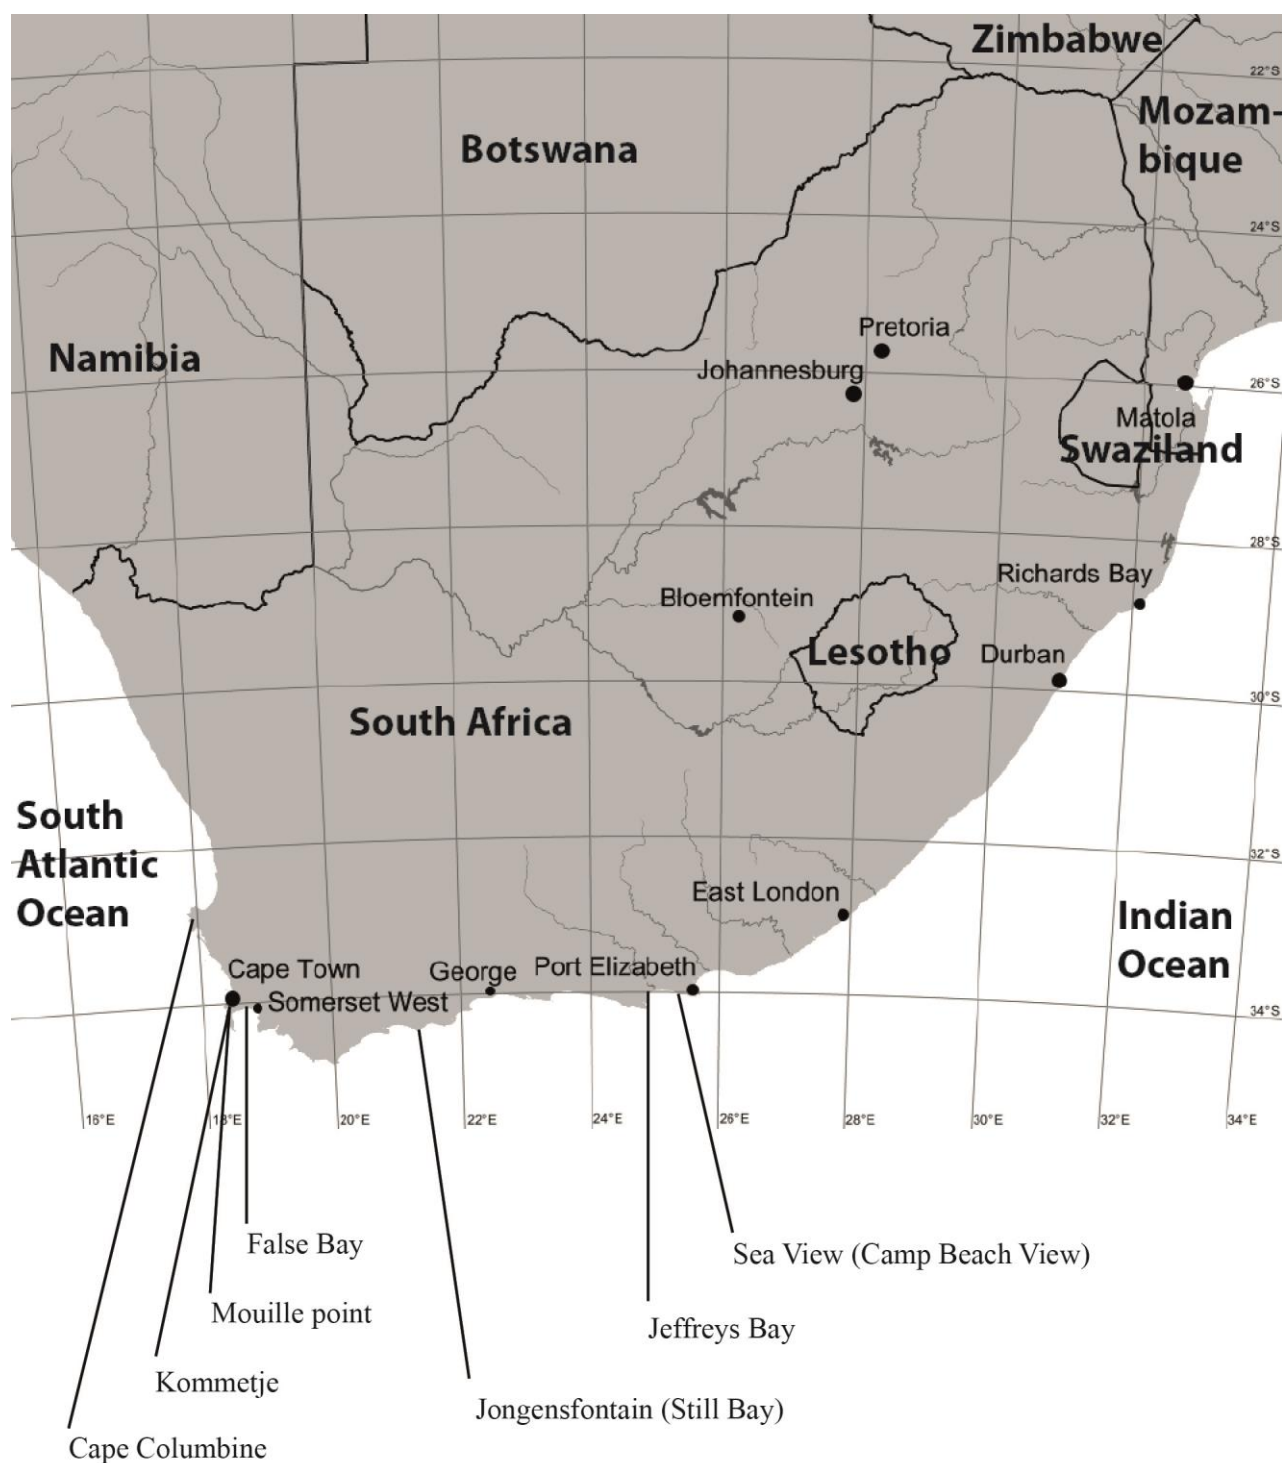 Zimbabwe
22°S
Mozam-
bique
Botswana
24°S
Pretoria
Namibia
Johannesburg
26°S
Matola
Swaziland
28°S
Richards Bay
Bloemfontein
Lesotho
Durban
30°S
South Africa
South
Atlantic
Ocean
32°S
East London
Indian
Ocean
Cape Town
George
Port Elizabeth
Somerset West
34°S
16°E
18°E
20°E
22°E
24°E
26°E
28°E
30°E
32°E
34°E
False Bay
Sea View (Camp Beach View)
Mouille point
Jeffreys Bay
Kommetje
Jongensfontain (Still Bay)
Cape Columbine